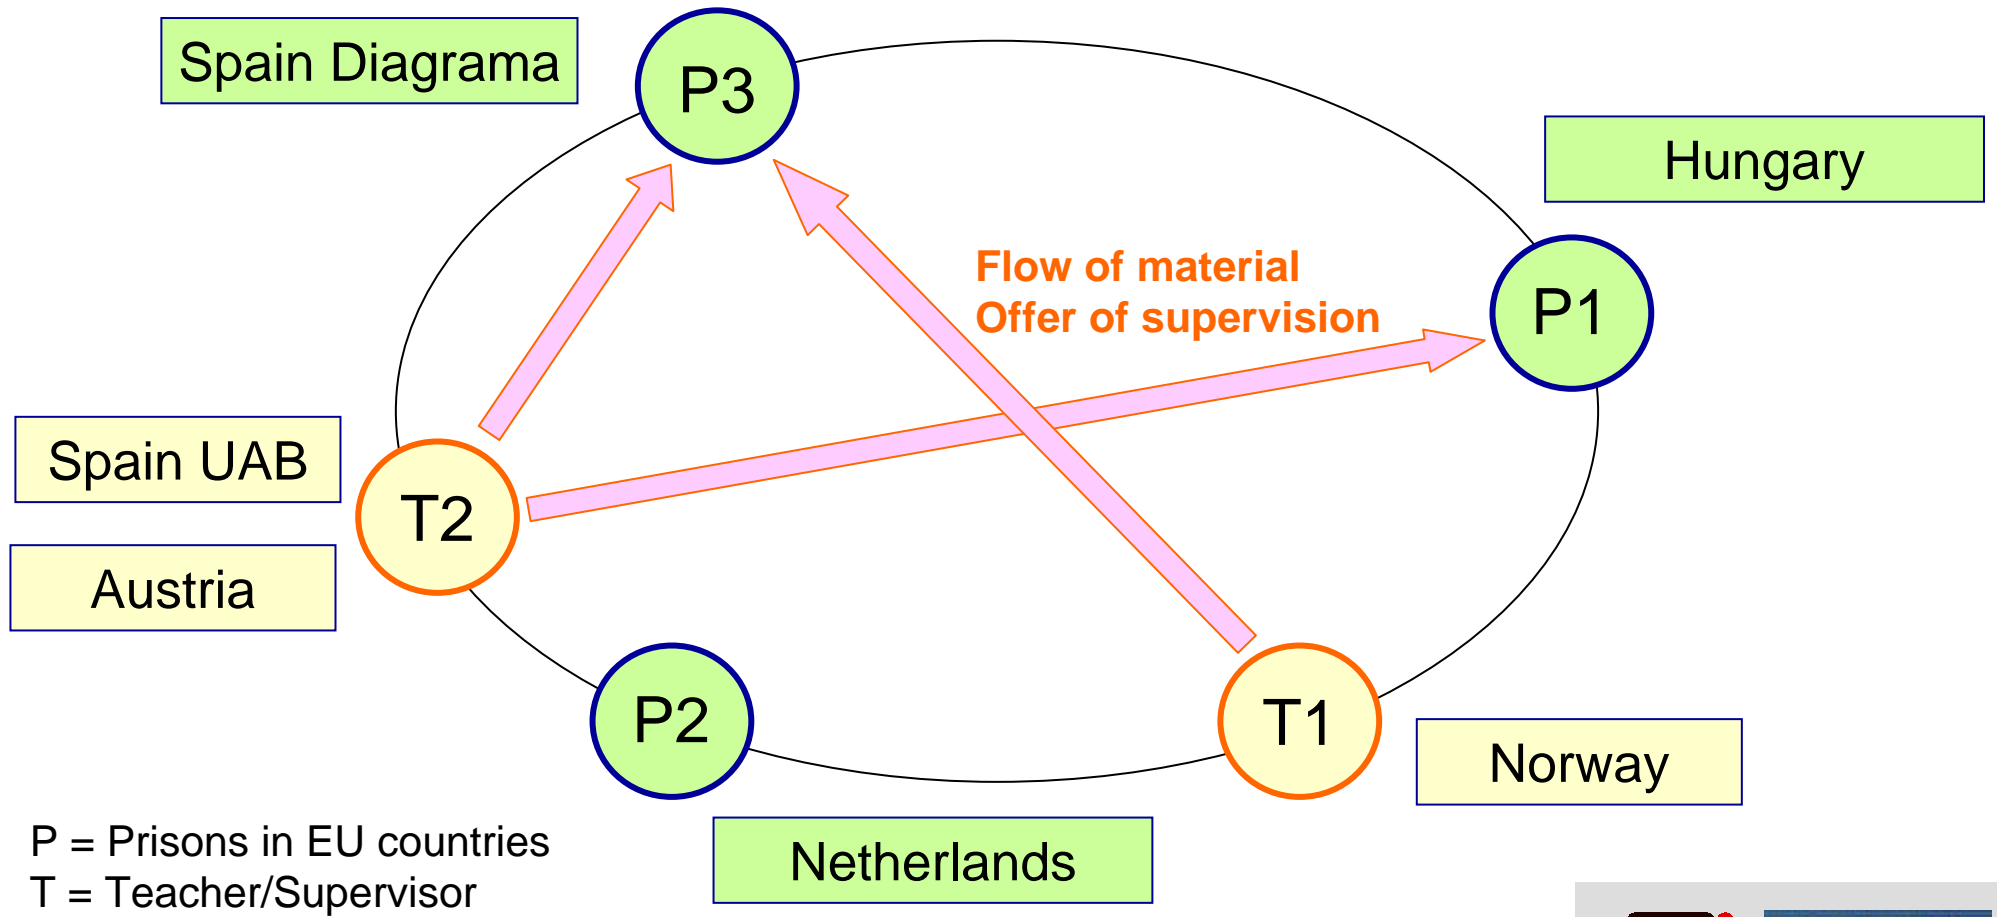 Spain Diagrama
P3
Hungary
Flow of material
Offer of supervision
P1
Spain UAB
T2
Austria
P2
T1
Norway
P = Prisons in EU countries
T = Teacher/Supervisor
Netherlands